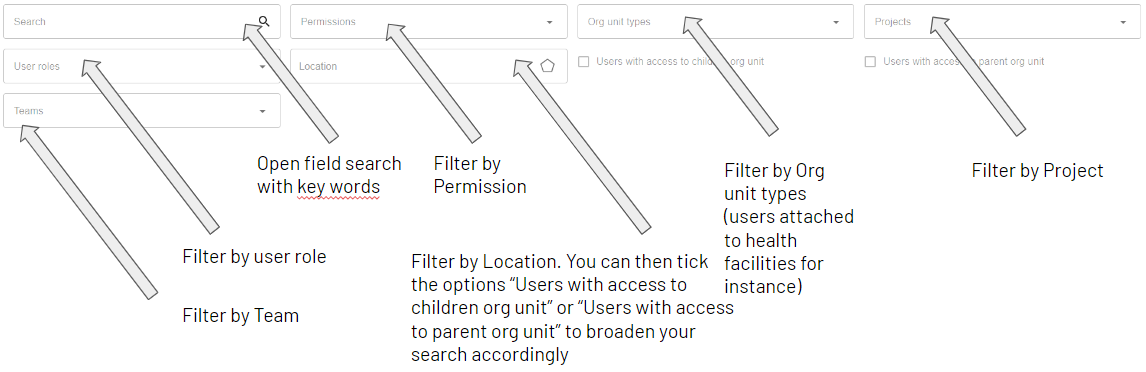 Search
Permissions
Org unit types
Projects
User roles
Location
Users with access to children org unit
Users with access to parent org unit
Teams
Open field search
with key words
Filter by
Permission
Filter by Org
unit types
(users attached
to health
facilities for
instance)
Filter by Project
Filter by user role
Filter by Location. You can then tick
the options “Users with access to
children org unit” or “Users with access
to parent org unit” to broaden your
search accordingly
Filter by Team